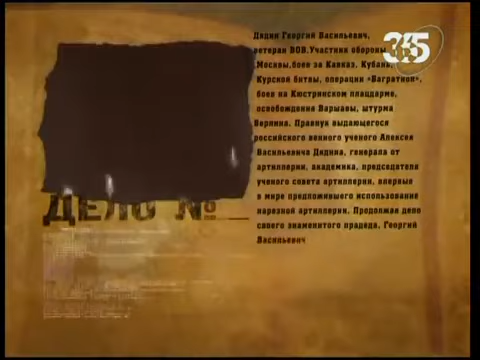 Дядин Георгий Васильевич,
ветеран ВОВ.Участник обороны
.Москвы,боев за Кавказ, Кубань,
Курской битвы, операции «Багратион»,
боев на Кюстринском плацдарме,
освобождения Варшавы, штурма
Берлина. Правнук выдающегося
российского военного ученого Алексея
Васильевича Дядина, генерала от
артиллерии, академика, председателя
ученого совета артиллерии, впервые
в мире предложившего использование
нарезной артиллерии. Продолжая дело
своего знаменитого прадеда, Георгий
Васильевич
365
ДЕЛО №